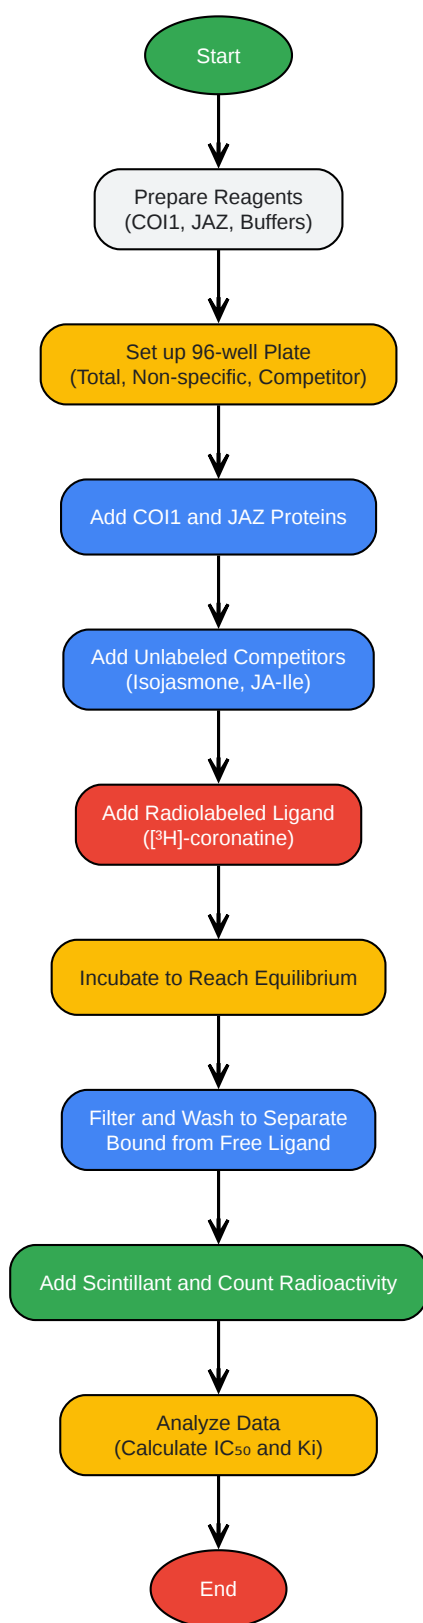 Start
Prepare Reagents
(COI1, JAZ, Buffers)
Set up 96-well Plate
(Total, Non-specific, Competitor)
Add COI1 and JAZ Proteins
Add Unlabeled Competitors
(Isojasmone, JA-Ile)
Add Radiolabeled Ligand
([³H]-coronatine)
Incubate to Reach Equilibrium
Filter and Wash to Separate
Bound from Free Ligand
Add Scintillant and Count Radioactivity
Analyze Data
(Calculate IC₅₀ and Ki)
End